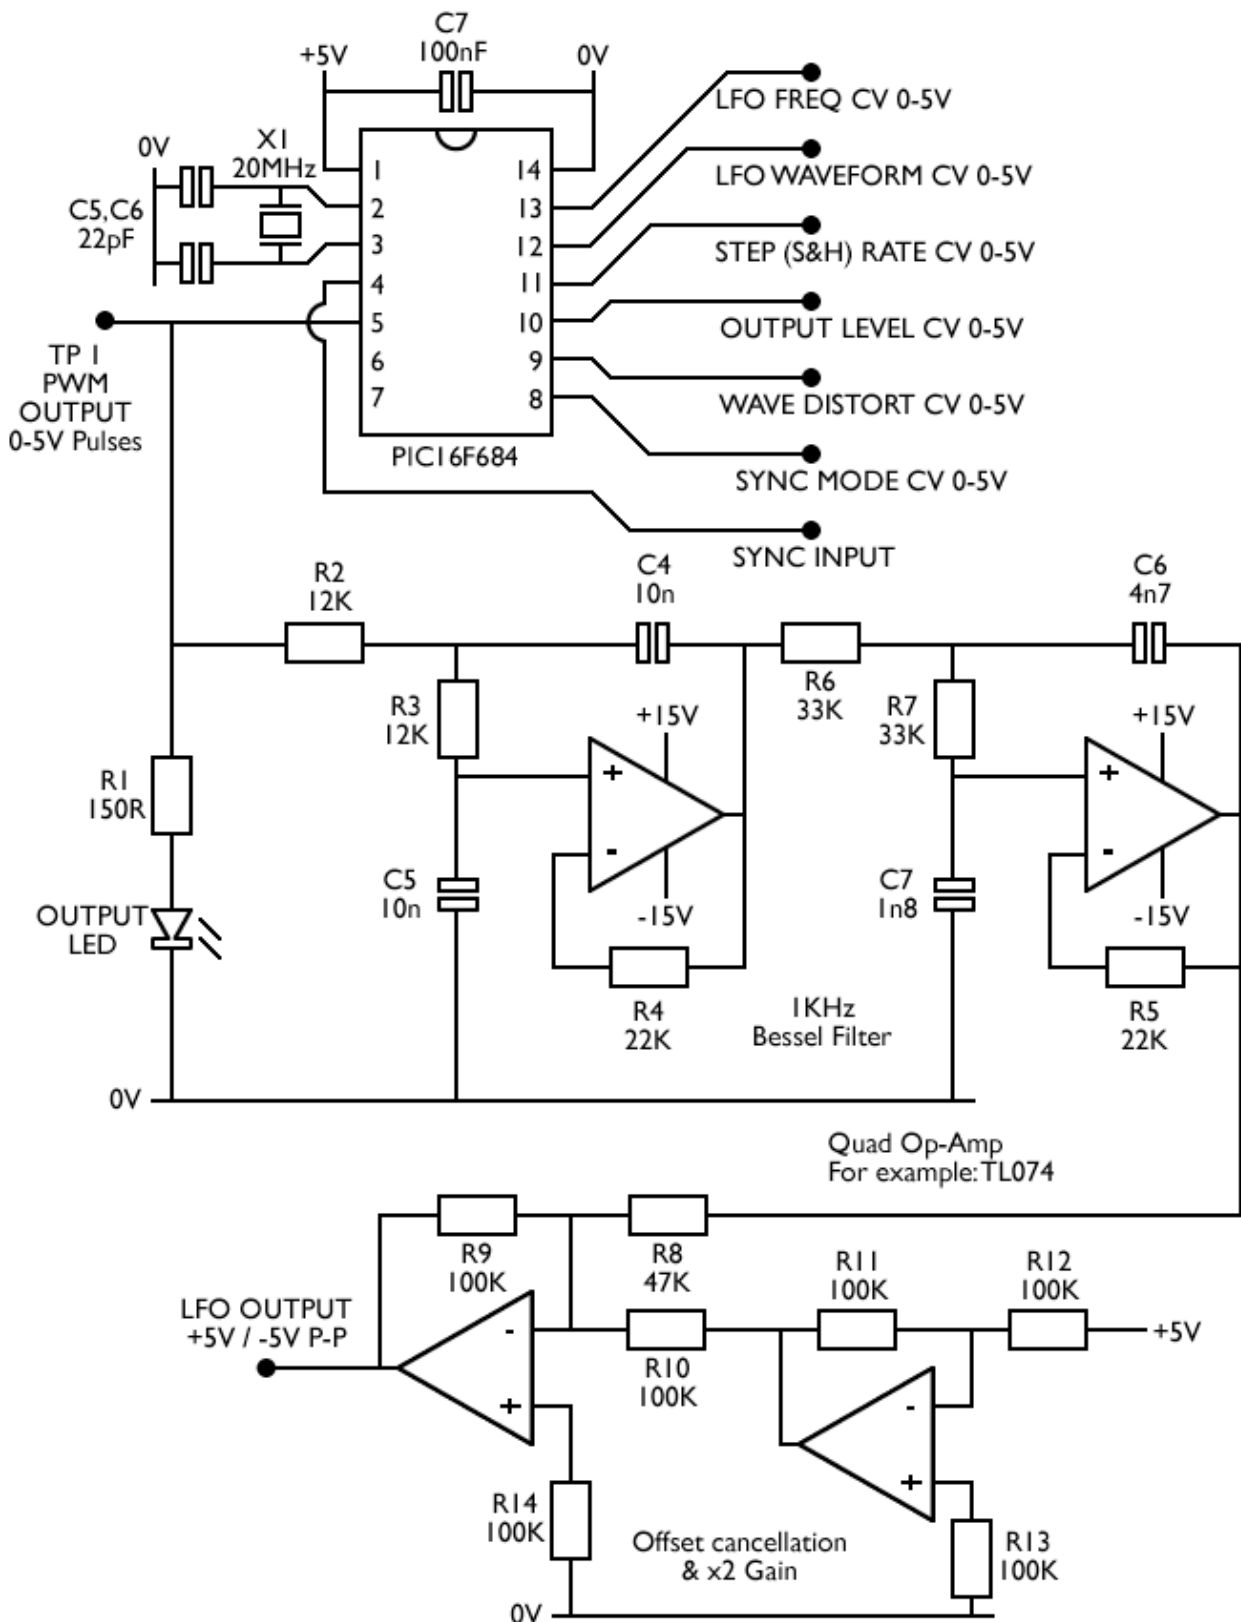 C7
100nF
+5V
0V
X1
20MHz
0V
C5,C6
22pF
1
2
3
4
5
6
7
14
13
12
11
10
9
8
PIC16F684
LFO FREQ CV 0-5V
LFO WAVEFORM CV 0-5V
STEP (S&H) RATE CV 0-5V
OUTPUT LEVEL CV 0-5V
WAVE DISTORT CV 0-5V
SYNC MODE CV 0-5V
SYNC INPUT
TP 1
PWM
OUTPUT
0-5V Pulses
R2
12K
C4
10n
R6
33K
C6
4n7
R3
12K
+15V
+
-
-15V
R7
33K
+15V
+
-
-15V
R1
150R
C5
10n
C7
1n8
OUTPUT
LED
R4
22K
1KHz
Bessel Filter
R5
22K
0V
Quad Op-Amp
For example: TL074
R9
100K
R8
47K
R11
100K
R12
100K
+5V
LFO OUTPUT
+5V / -5V P-P
-
+
R10
100K
-
+
R14
100K
Offset cancellation
& x2 Gain
R13
100K
0V